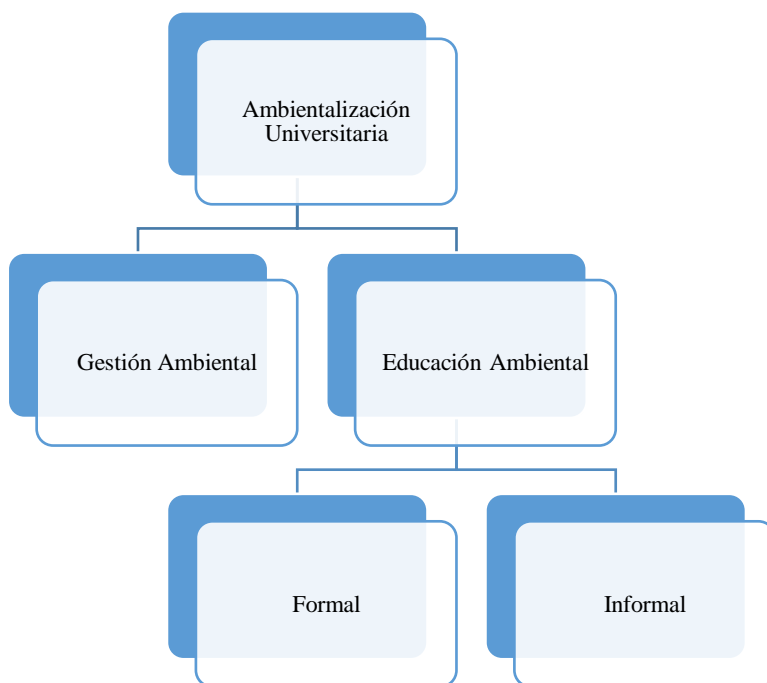 Ambientalización
Universitaria
Gestión Ambiental
Educación Ambiental
Formal
Informal